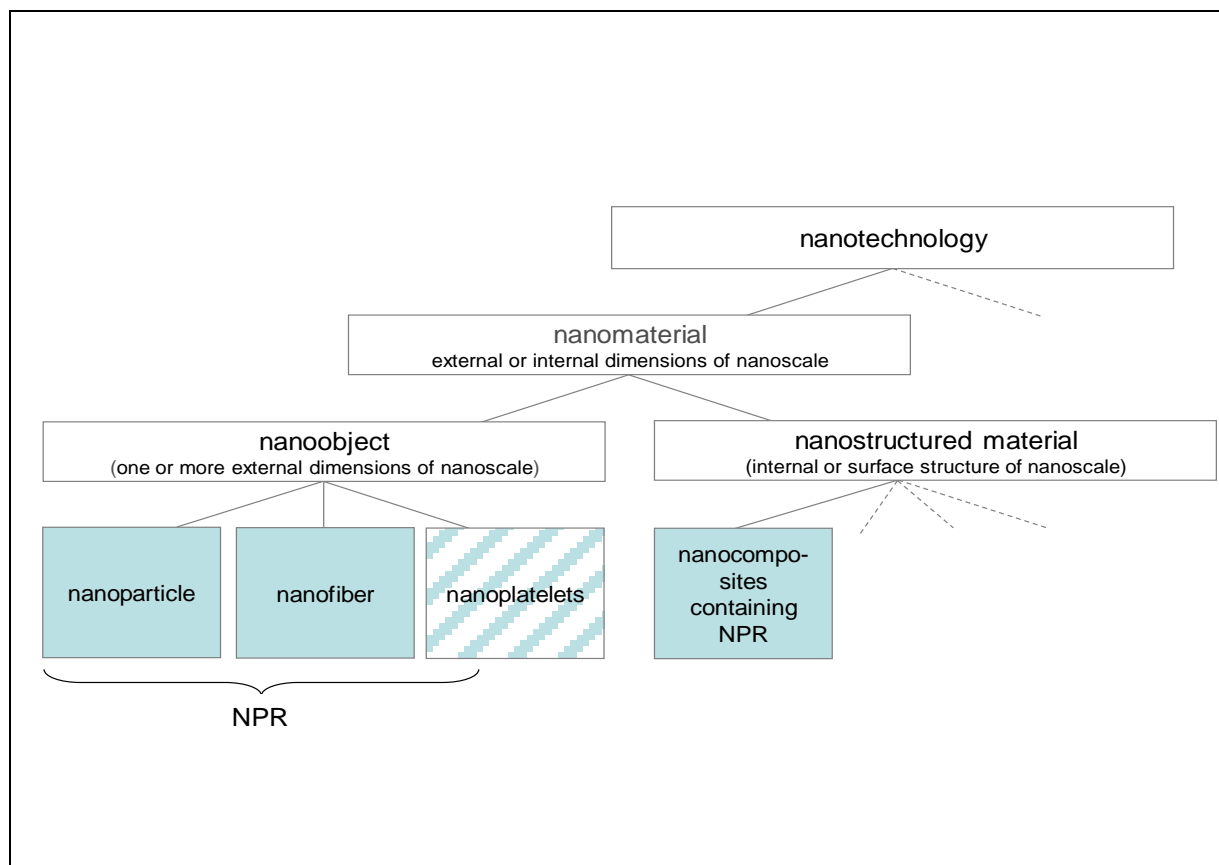 nanotechnology
nanomaterial
external or internal dimensions of nanoscale
nanoobject
(one or more external dimensions of nanoscale)
nanostructured material
(internal or surface structure of nanoscale)
nanoparticle
nanofiber
nanoplatelets
nanocompo-
sites
containing
NPR
NPR